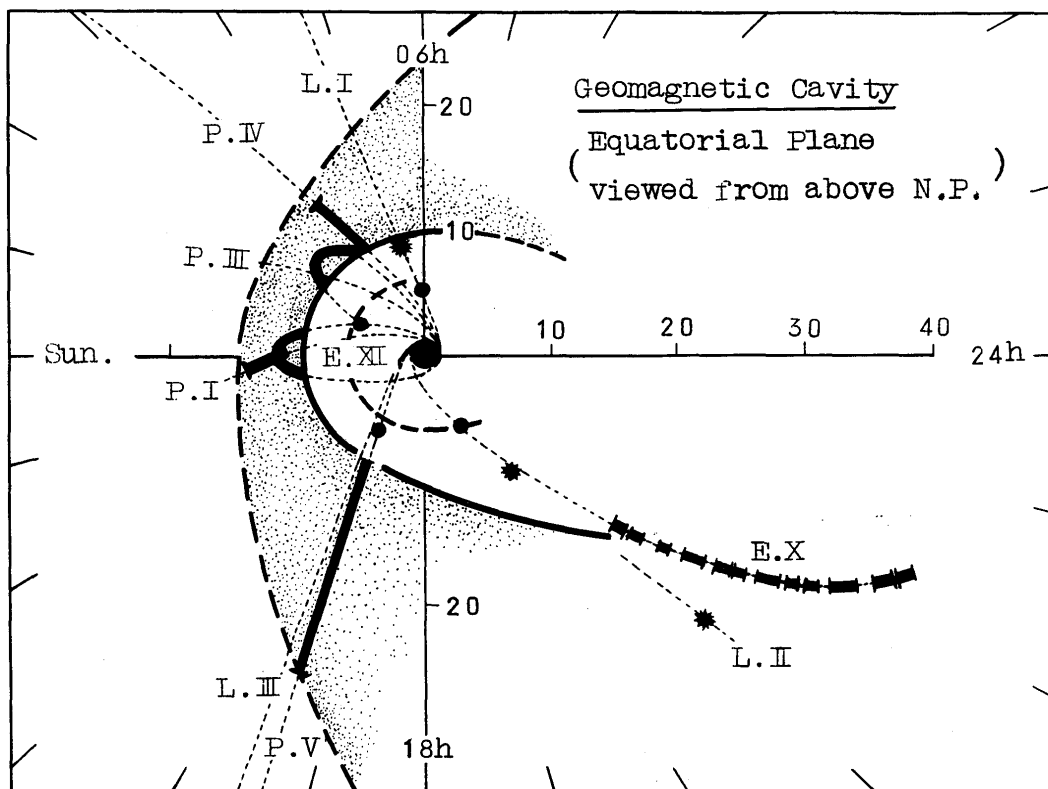 06h
L.I
20
Geomagnetic Cavity
P.IV
(Equatorial Plane
viewed from above N.P.)
10
P.III
10 20 30 40
Sun.
E.XII
24h
P.I
E.X
20
L.II
L.III
P.V
18h